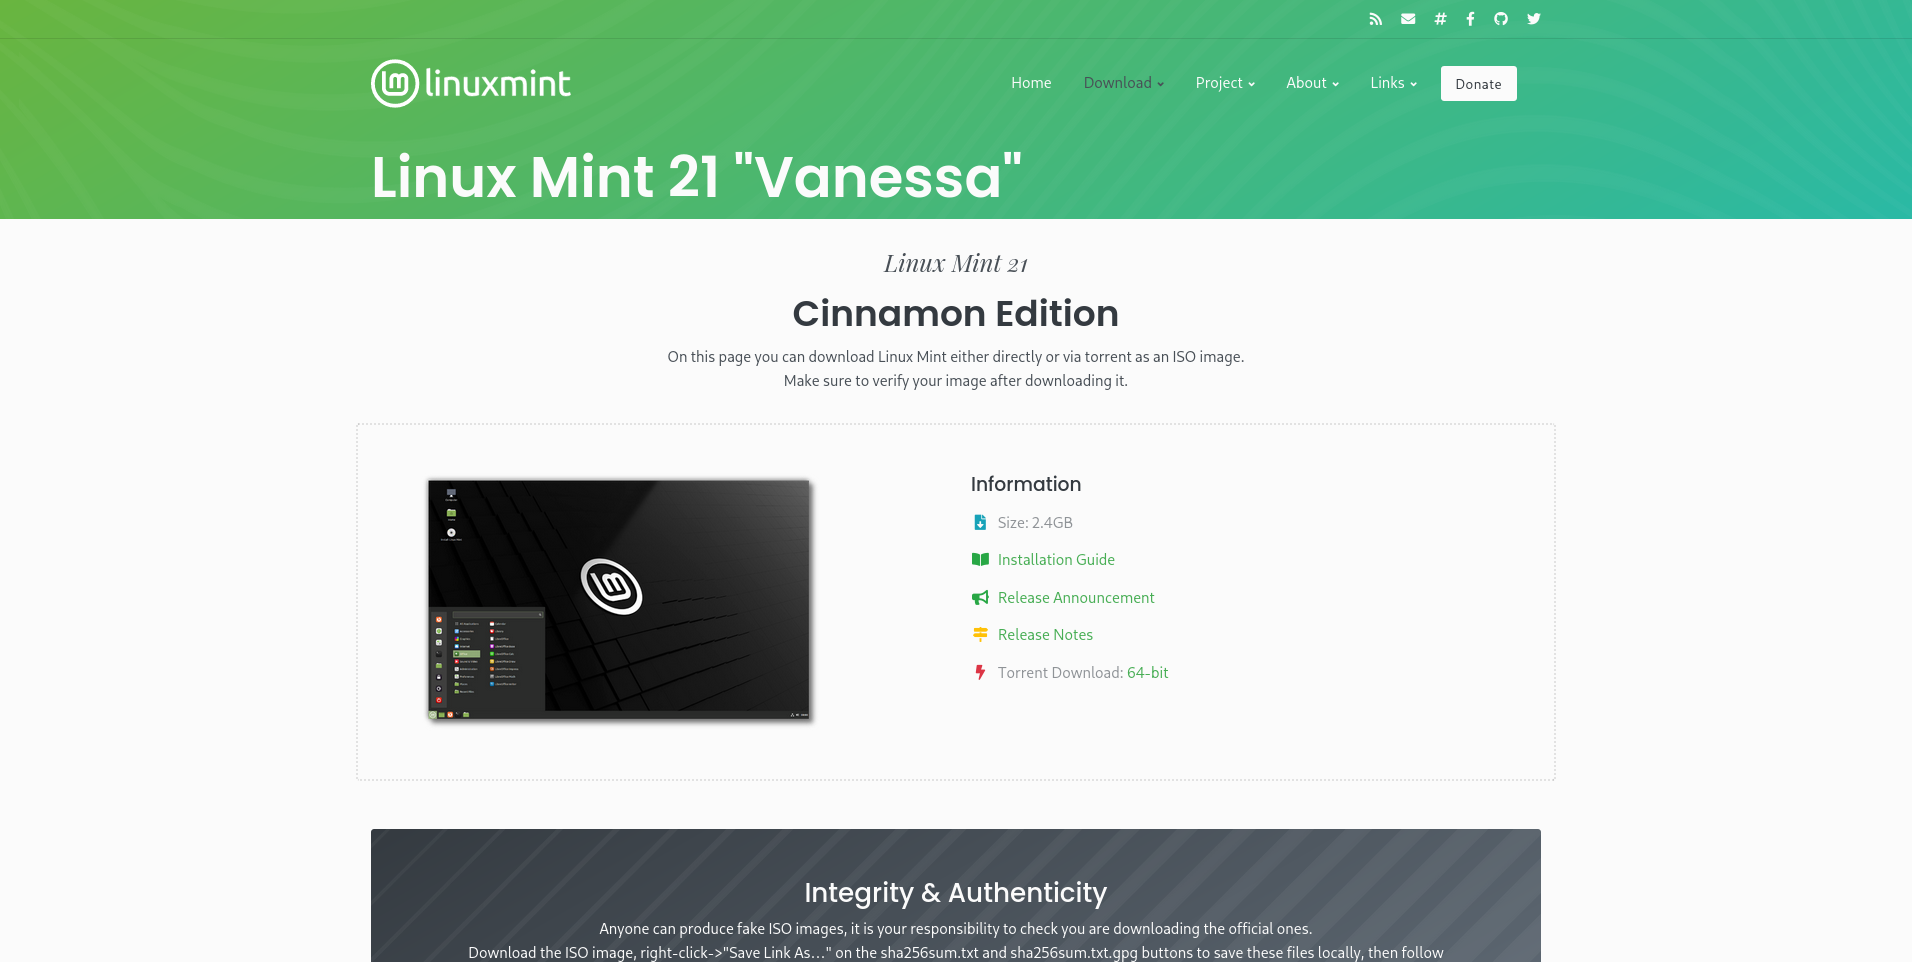 linuxmint
Home
Download
Project
About
Links
Donate
Linux Mint 21 "Vanessa"
Linux Mint 21
Cinnamon Edition
On this page you can download Linux Mint either directly or via torrent as an ISO image.
Make sure to verify your image after downloading it.
Information
Size: 2.4GB
Installation Guide
Release Announcement
Release Notes
Torrent Download: 64-bit
Integrity & Authenticity
Anyone can produce fake ISO images, it is your responsibility to check you are downloading the official ones.
Download the ISO image, right-click->"Save Link As..." on the sha256sum.txt and sha256sum.txt.gpg buttons to save these files locally, then follow